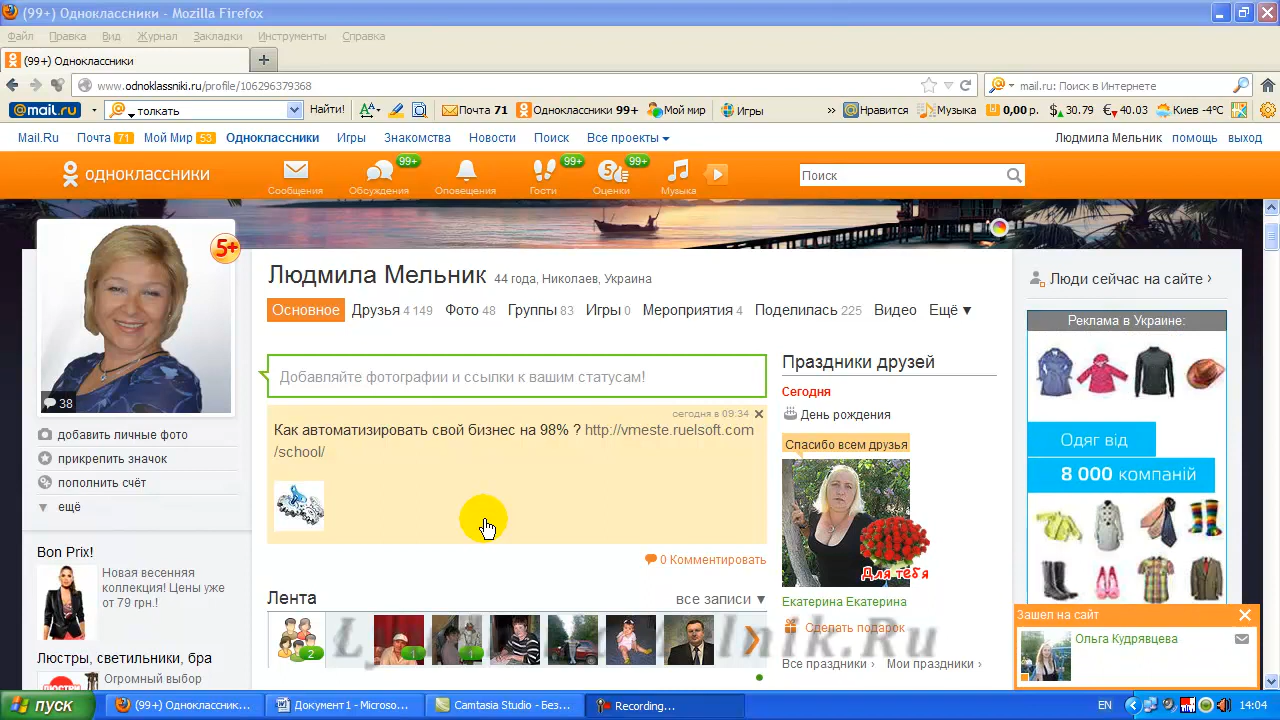 (99+) Одноклассники - Mozilla Firefox
Файл Правка Вид Журнал Закладки Инструменты Справка
(99+) Одноклассники
www.odnoklassniki.ru/profile/106296379368
mail.ru: Поиск в Интернете
@mail.ru толкать Найти! Почта 71 Одноклассники 99+ Мой мир Игры » Нравится Музыка 0,00 р. $ 30.79 € 40.03 Киев -4°C
Mail.Ru Почта 71 Мой Мир 53 Одноклассники Игры Знакомства Новости Поиск Все проекты Людмила Мельник помощь выход
одноклассники
99+ 99+ 99+
Сообщения Обсуждения Оповещения Гости Оценки Музыка
Поиск
5+
38
Людмила Мельник 44 года, Николаев, Украина
Основное Друзья 4 149 Фото 48 Группы 83 Игры 0 Мероприятия 4 Поделилась 225 Видео Ещё ▼
Добавляйте фотографии и ссылки к вашим статусам!
сегодня в 09:34
Как автоматизировать свой бизнес на 98% ? http://vmeste.ruelsoft.com
/school/
0 Комментировать
добавить личные фото
прикрепить значок
пополнить счёт
ещё
Bon Prix!
Новая весенняя
коллекция! Цены уже
от 79 грн.!
Люстры, светильники, бра
Огромный выбор
Лента все записи ▼
2 1 1
Праздники друзей
Сегодня
День рождения
Спасибо всем друзья
Для тебя
Екатерина Екатерина
Сделать подарок
Все праздники › Мои праздники ›
Люди сейчас на сайте ›
Реклама в Украине:
Одяг від
8 000 компаній
Зашел на сайт
Ольга Кудрявцева
пуск (99+) Одноклассник... Документ1 - Microso... Camtasia Studio - Без... Recording... EN 14:04